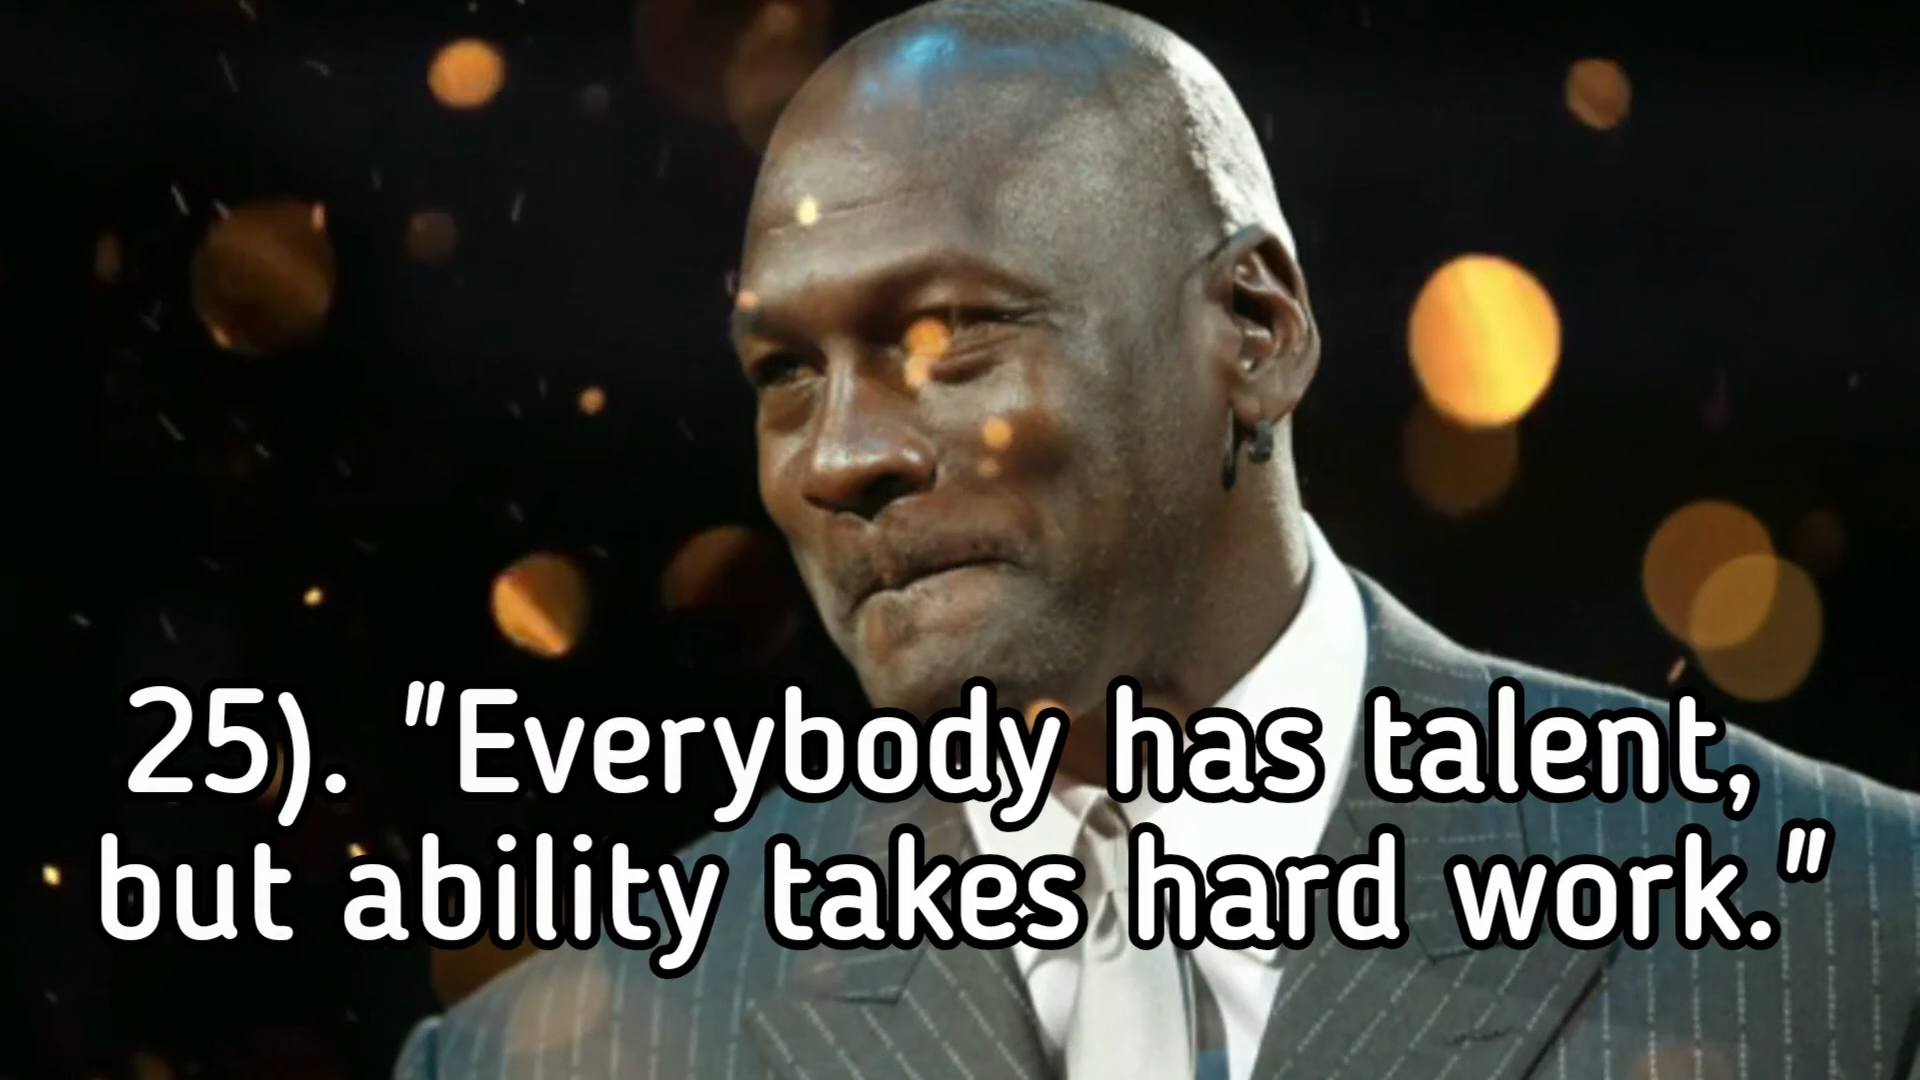 25). "Everybody has talent,
but ability takes hard work."